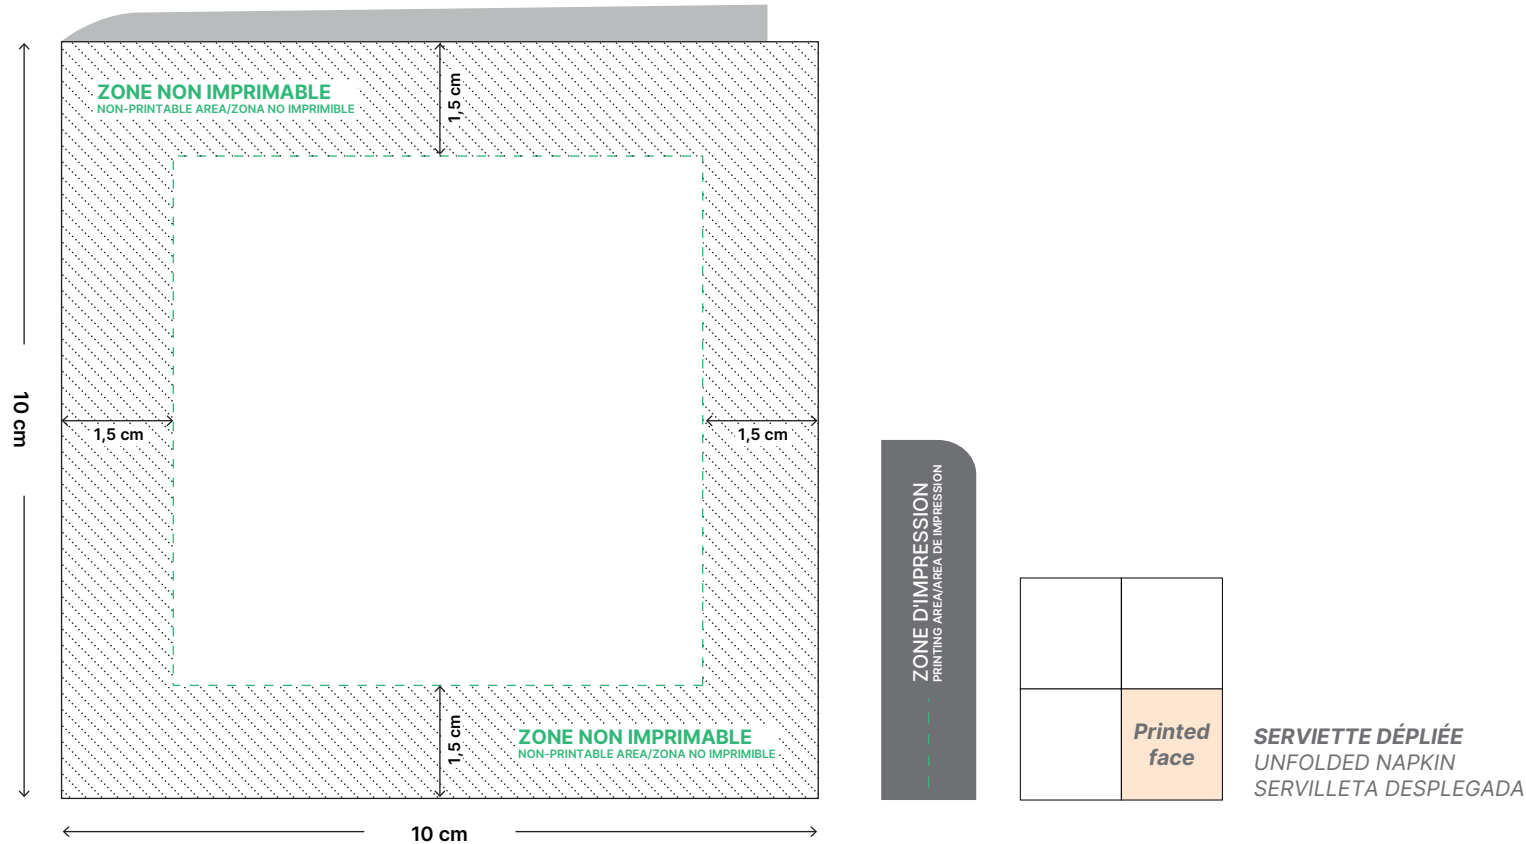 ZONE NON IMPRIMABLE
NON-PRINTABLE AREA/ZONA NO IMPRIMIBLE
1,5 cm
10 cm
1,5 cm
1,5 cm
1,5 cm
ZONE NON IMPRIMABLE
NON-PRINTABLE AREA/ZONA NO IMPRIMIBLE
10 cm
ZONE D'IMPRESSION
PRINTING AREA/AREA DE IMPRESSION
Printed
face
SERVIETTE DÉPLIÉE
UNFOLDED NAPKIN
SERVILLETA DESPLEGADA